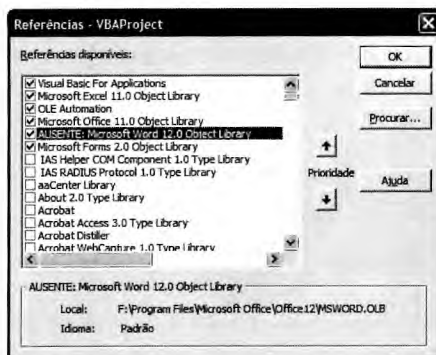 Referências - VBAProject
Referências disponíveis:
OK
Visual Basic For Applications
Microsoft Excel 11.0 Object Library
OLE Automation
Microsoft Office 11.0 Object Library
AUSENTE: Microsoft Word 12.0 Object Library
Microsoft Forms 2.0 Object Library
IAS Helper COM Component 1.0 Type Library
IAS RADIUS Protocol 1.0 Type Library
aaCenter Library
About 2.0 Type Library
Acrobat
Acrobat Access 3.0 Type Library
Acrobat Distiller
Acrobat WebCapture 1.0 Type Library
Cancelar
Procurar...
Prioridade
Ajuda
AUSENTE: Microsoft Word 12.0 Object Library
Local: F:\Program Files\Microsoft Office\Office12\MSWORD.OLB
Idioma: Padrão